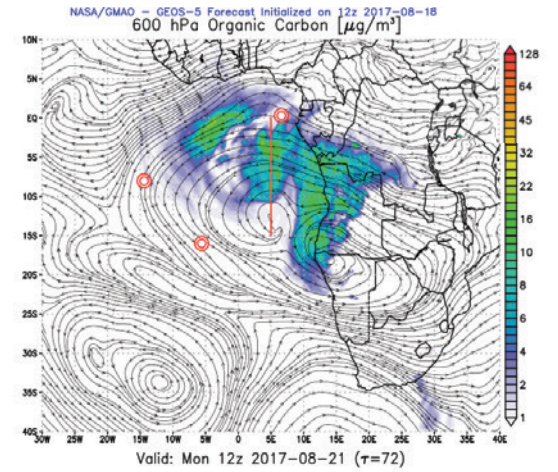 NASA/GMAO - GEOS-5 Forecast Initialized on 12z 2017-08-18
600 hPa Organic Carbon [μg/m³]
10N
5N
EQ
5S
10S
15S
20S
25S
30S
35S
40S
30W 25W 20W 15W 10W 5W 0 5E 10E 15E 20E 25E 30E 35E 40E
128
64
45
32
22
16
10
8
6
4
2
1
Valid: Mon 12z 2017-08-21 (τ=72)